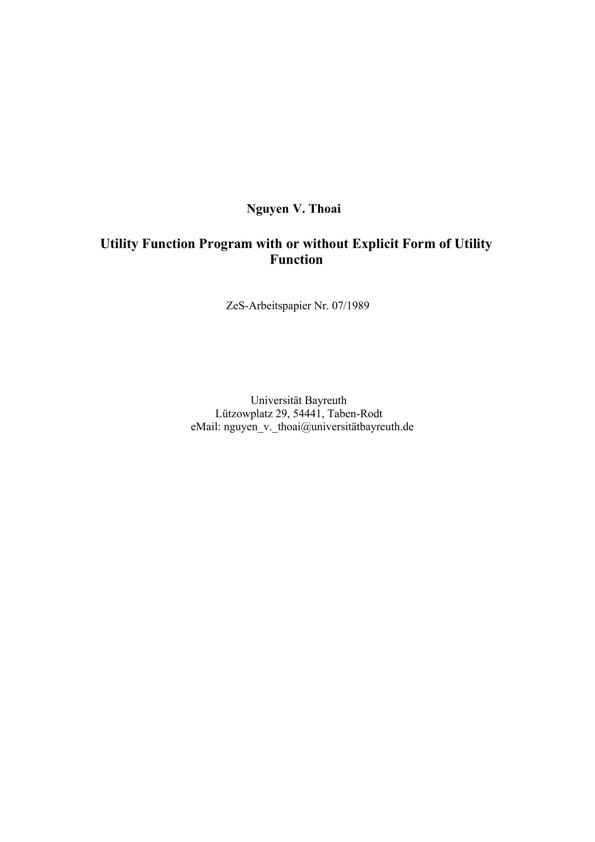 Nguyen V. Thoai
Utility Function Program with or without Explicit Form of Utility
Function
ZeS-Arbeitspapier Nr. 07/1989
Universität Bayreuth
Lützowplatz 29, 54441, Taben-Rodt
eMail: nguyen_v._thoai@universitätbayreuth.de